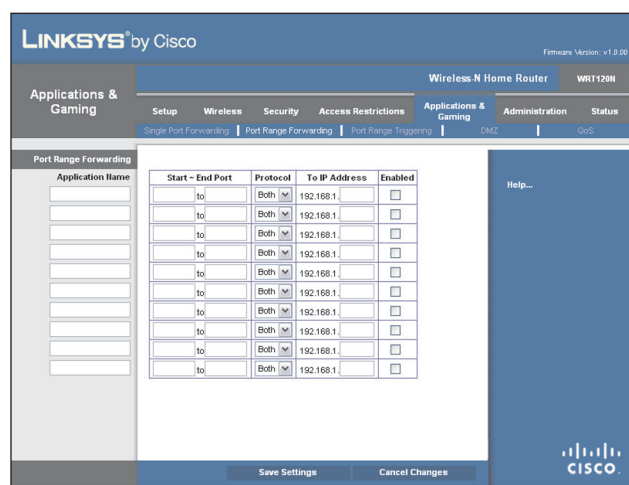 LINKSYS® by Cisco
Firmware Version: v1.0.00
Wireless-N Home Router WRT120N
Applications & Gaming
Setup Wireless Security Access Restrictions Applications & Gaming Administration Status
Single Port Forwarding Port Range Forwarding Port Range Triggering DMZ QoS
Port Range Forwarding
Application Name
Start ~ End Port Protocol To IP Address Enabled
Help...
to Both 192.168.1.
to Both 192.168.1.
to Both 192.168.1.
to Both 192.168.1.
to Both 192.168.1.
to Both 192.168.1.
to Both 192.168.1.
to Both 192.168.1.
to Both 192.168.1.
to Both 192.168.1.
Save Settings Cancel Changes
CISCO.